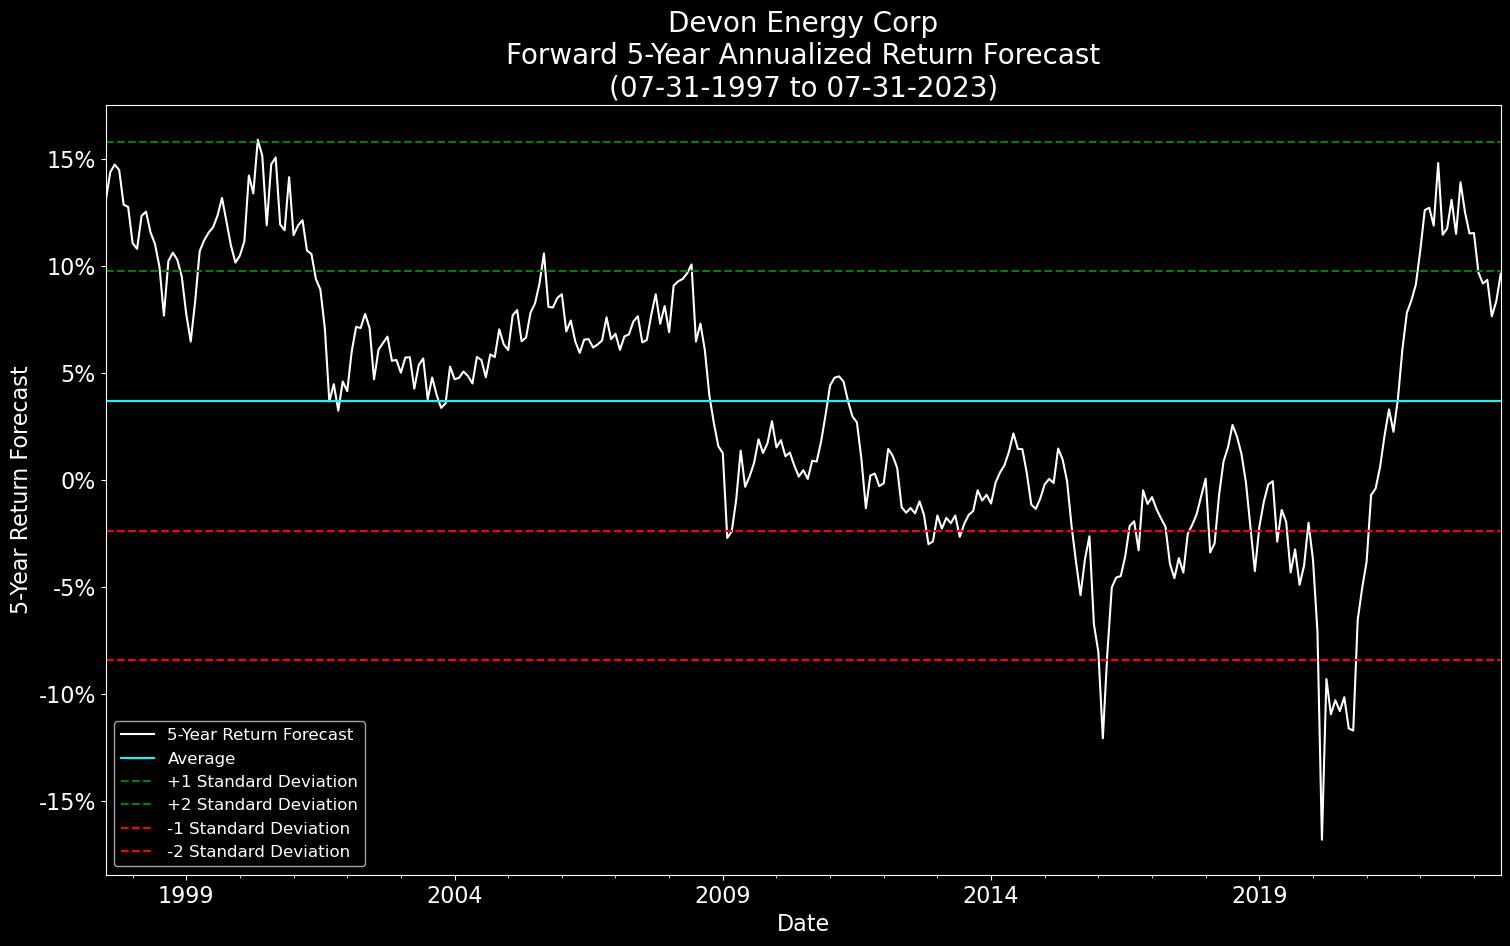 Devon Energy Corp
Forward 5-Year Annualized Return Forecast
(07-31-1997 to 07-31-2023)
5-Year Return Forecast
15%
10%
5%
0%
-5%
-10%
-15%
5-Year Return Forecast
Average
+1 Standard Deviation
+2 Standard Deviation
-1 Standard Deviation
-2 Standard Deviation
1999 2004 2009 2014 2019
Date